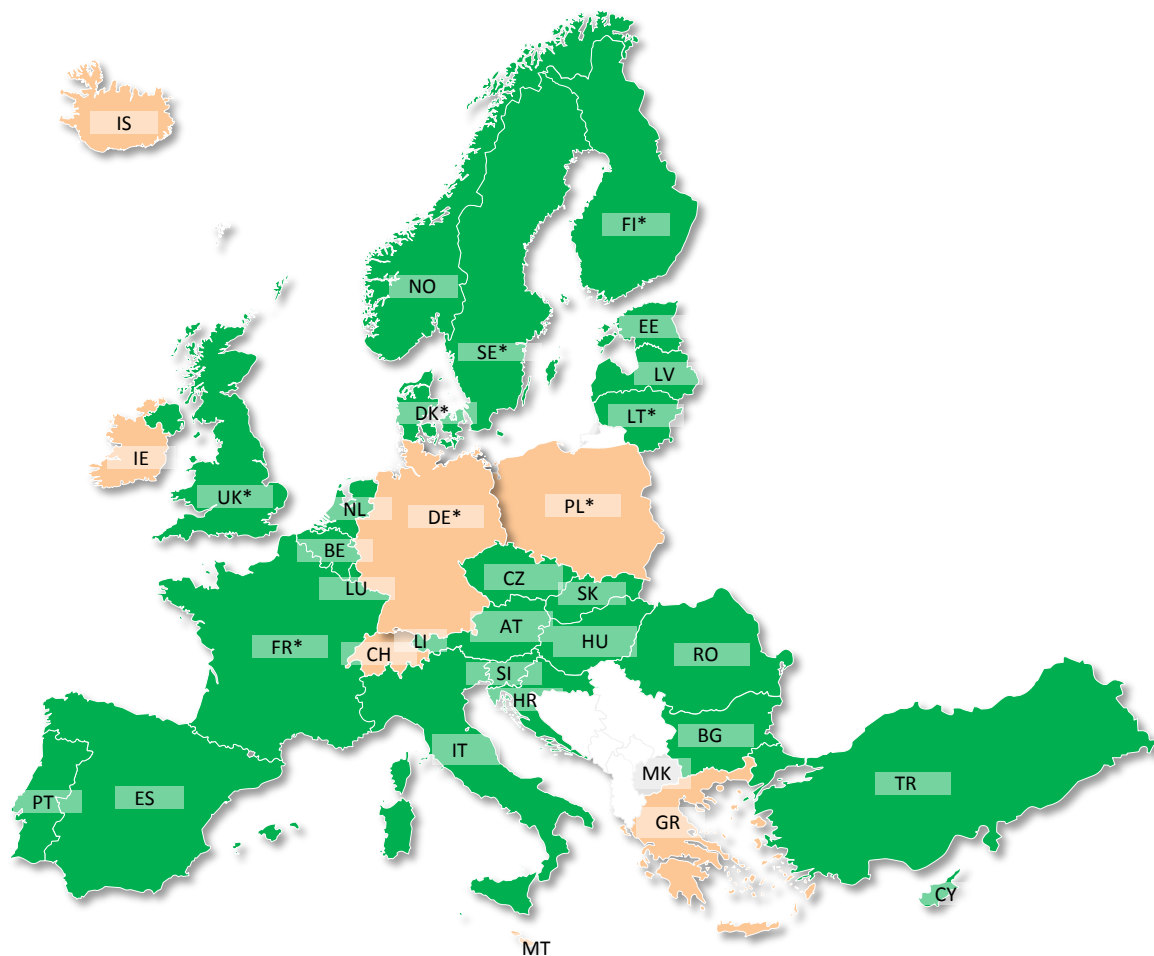 IS
FI*
NO
EE
SE*
LV
DK*
LT*
IE
UK*
NL
DE*
PL*
BE
CZ
LU
SK
AT
LI
HU
FR*
CH
RO
SI
HR
BG
IT
MK
TR
PT
ES
GR
CY
MT